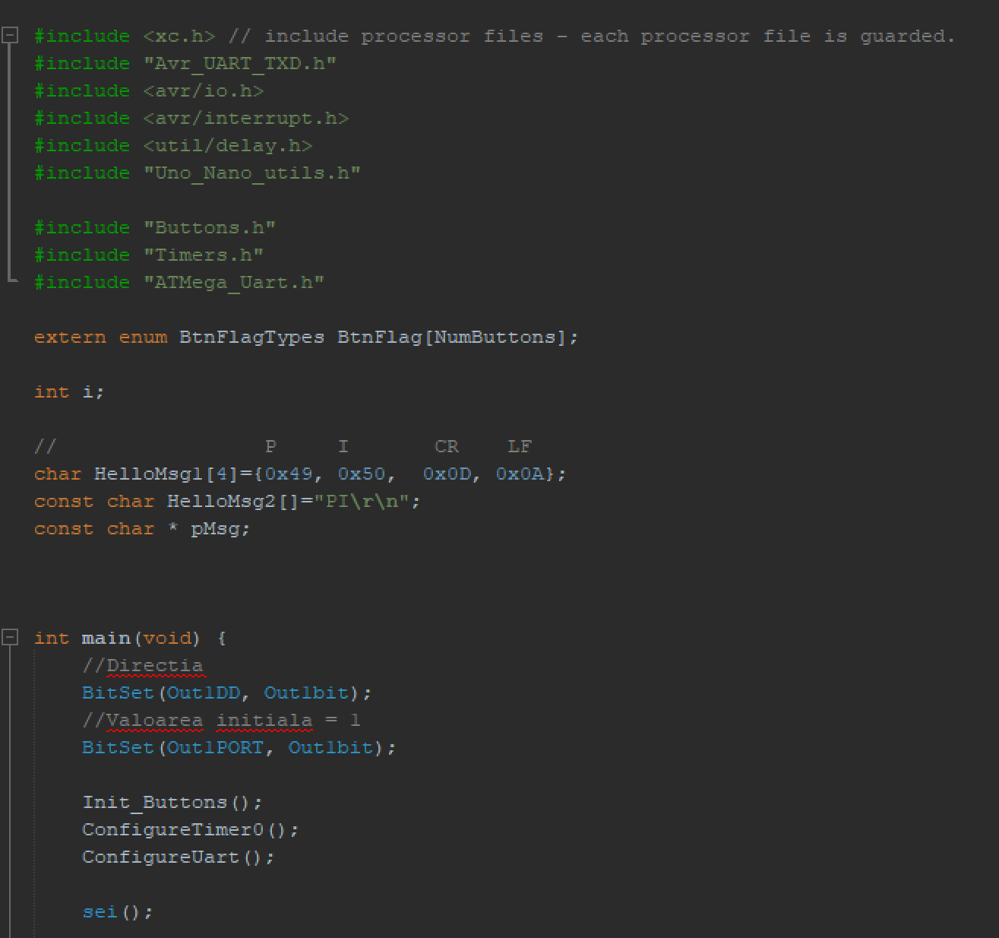 #include <xc.h> // include processor files - each processor file is guarded.
#include "Avr_UART_TXD.h"
#include <avr/io.h>
#include <avr/interrupt.h>
#include <util/delay.h>
#include "Uno_Nano_utils.h"
#include "Buttons.h"
#include "Timers.h"
#include "ATMega_Uart.h"
extern enum BtnFlagTypes BtnFlag[NumButtons];
int i;
// P I CR LF
char HelloMsg1[4]={0x49, 0x50, 0x0D, 0x0A};
const char HelloMsg2[]="PI\r\n";
const char * pMsg;
int main(void) {
//Directia
BitSet(Out1DD, Out1bit);
//Valoarea initiala = 1
BitSet(Out1PORT, Out1bit);
Init_Buttons();
ConfigureTimer0();
ConfigureUart();
sei();